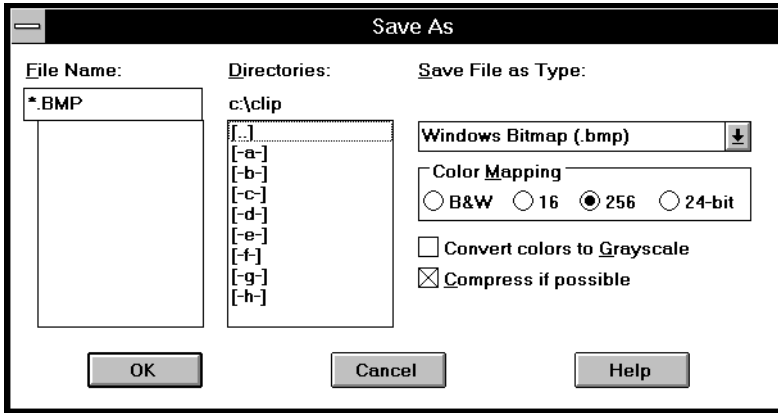 Save As
File Name:
*.BMP
Directories:
c:\clip
[..]
[-a-]
[-b-]
[-c-]
[-d-]
[-e-]
[-f-]
[-g-]
[-h-]
Save File as Type:
Windows Bitmap (.bmp)
Color Mapping
B&W 16 256 24-bit
Convert colors to Grayscale
Compress if possible
OK Cancel Help